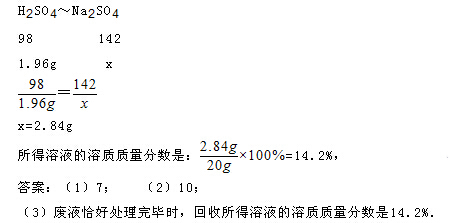 H2SO4～Na2SO4
98 142
1.96g x
98/1.96g=142/x
x=2.84g
所得溶液的溶质质量分数是：2.84g/20g×100%=14.2%，
答案：（1）7； （2）10；
（3）废液恰好处理完毕时，回收所得溶液的溶质质量分数是14.2%．